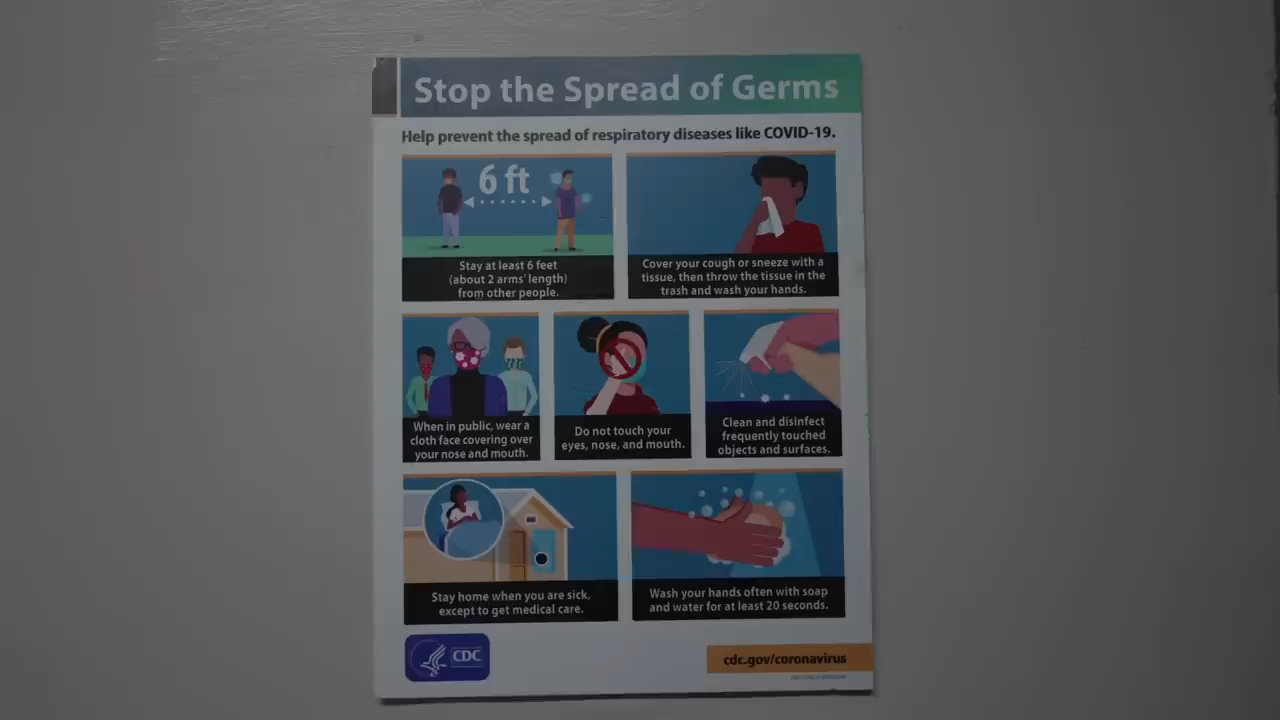 Stop the Spread of Germs
Help prevent the spread of respiratory diseases like COVID-19.
6 ft
Stay at least 6 feet
(about 2 arms' length)
from other people.
Cover your cough or sneeze with a
tissue, then throw the tissue in the
trash and wash your hands.
When in public, wear a
cloth face covering over
your nose and mouth.
Do not touch your
eyes, nose, and mouth.
Clean and disinfect
frequently touched
objects and surfaces.
Stay home when you are sick,
except to get medical care.
Wash your hands often with soap
and water for at least 20 seconds.
CDC
cdc.gov/coronavirus